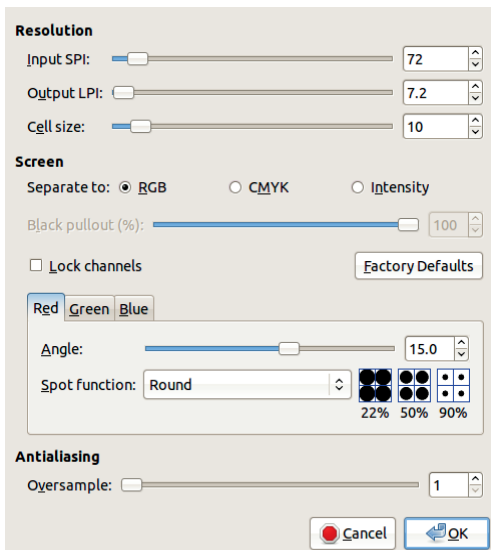 Resolution
Input SPI: 72
Output LPI: 7.2
Cell size: 10
Screen
Separate to: RGB CMYK Intensity
Black pullout (%): 100
Lock channels Factory Defaults
Red Green Blue
Angle: 15.0
Spot function: Round
22% 50% 90%
Antialiasing
Oversample: 1
Cancel OK